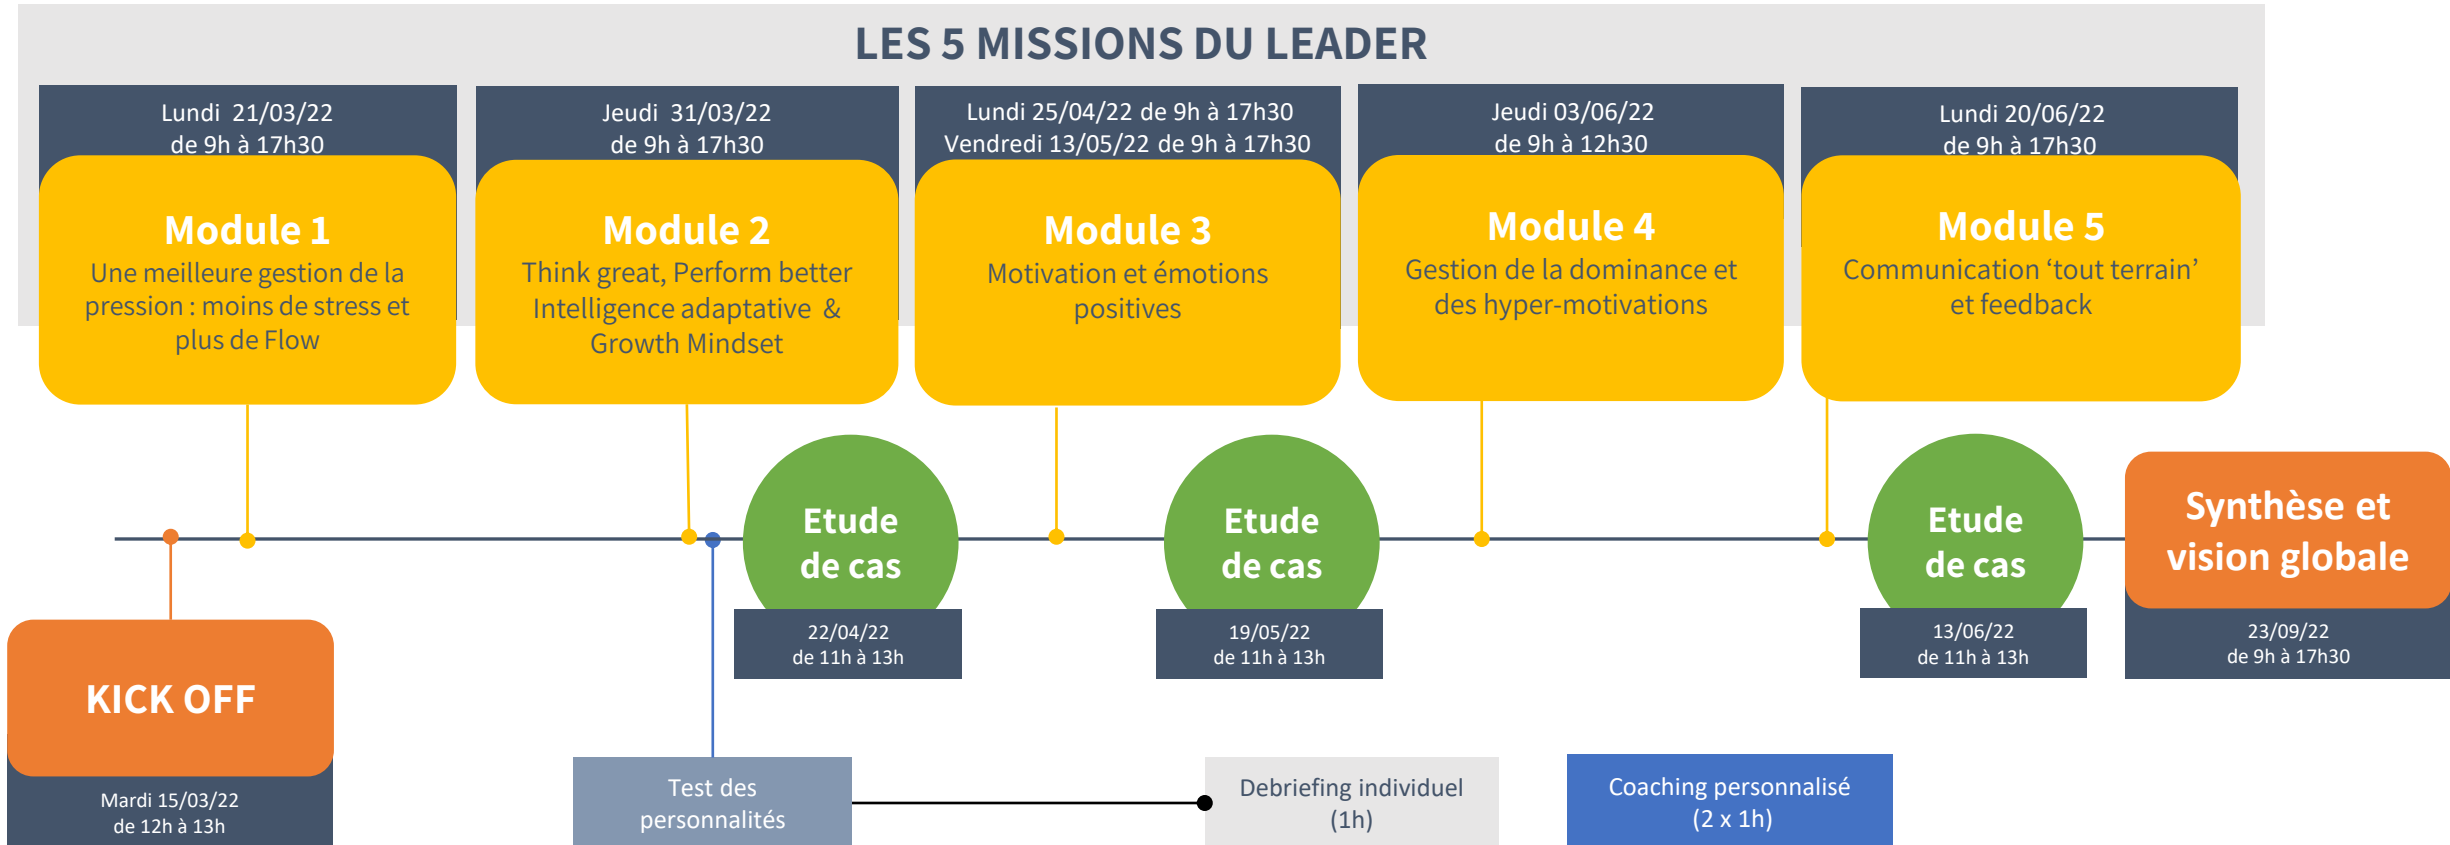 LES 5 MISSIONS DU LEADER
Lundi 21/03/22
de 9h à 17h30
Module 1
Une meilleure gestion de la
pression : moins de stress et
plus de Flow
Jeudi 31/03/22
de 9h à 17h30
Module 2
Think great, Perform better
Intelligence adaptative &
Growth Mindset
Lundi 25/04/22 de 9h à 17h30
Vendredi 13/05/22 de 9h à 17h30
Module 3
Motivation et émotions
positives
Jeudi 03/06/22
de 9h à 12h30
Module 4
Gestion de la dominance et
des hyper-motivations
Lundi 20/06/22
de 9h à 17h30
Module 5
Communication ‘tout terrain’
et feedback
Etude
de cas
22/04/22
de 11h à 13h
Etude
de cas
19/05/22
de 11h à 13h
Etude
de cas
13/06/22
de 11h à 13h
Synthèse et
vision globale
23/09/22
de 9h à 17h30
KICK OFF
Mardi 15/03/22
de 12h à 13h
Test des
personnalités
Debriefing individuel
(1h)
Coaching personnalisé
(2 x 1h)